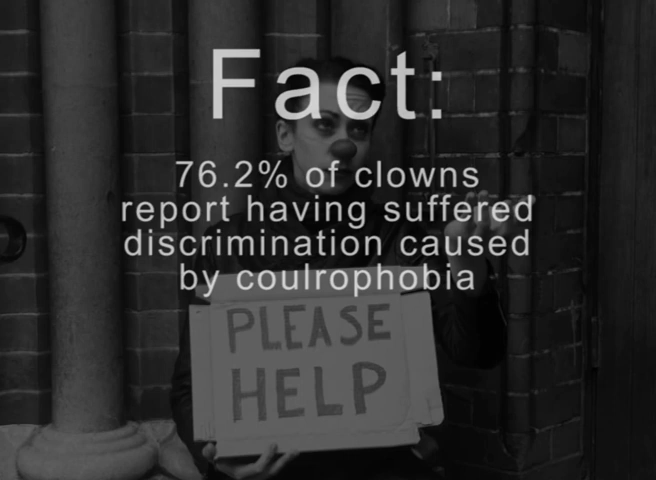 Fact:
76.2% of clowns
report having suffered
discrimination caused
by coulrophobia
PLEASE
HELP